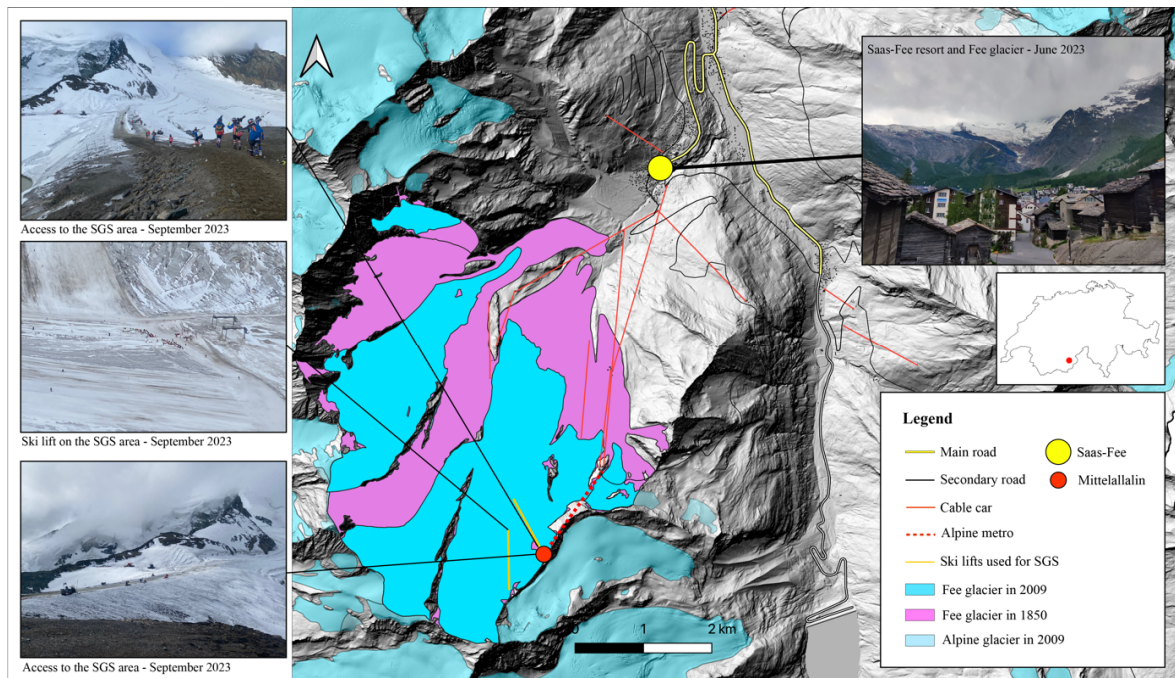 Access to the SGS area - September 2023
Ski lift on the SGS area - September 2023
Access to the SGS area - September 2023
Saas-Fee resort and Fee glacier - June 2023
0 1 2 km
Legend
Main road
Secondary road
Cable car
Alpine metro
Ski lifts used for SGS
Fee glacier in 2009
Fee glacier in 1850
Alpine glacier in 2009
Saas-Fee
Mittelallalin